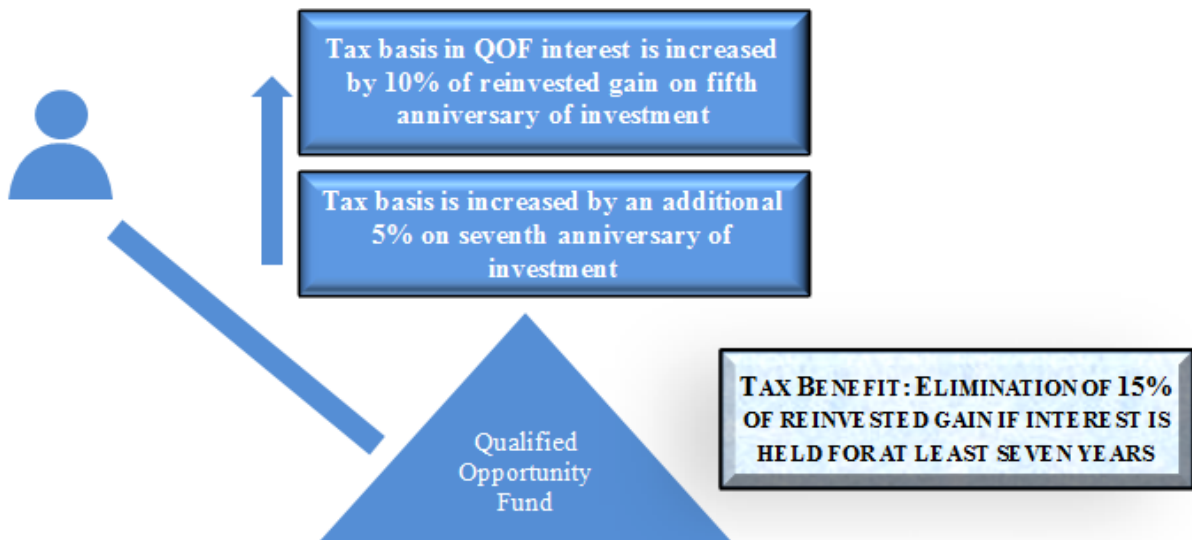 Tax basis in QOF interest is increased
by 10% of reinvested gain on fifth
anniversary of investment
Tax basis is increased by an additional
5% on seventh anniversary of
investment
Qualified
Opportunity
Fund
TAX BENEFIT: ELIMINATION OF 15%
OF REINVESTED GAIN IF INTEREST IS
HELD FOR AT LEAST SEVEN YEARS